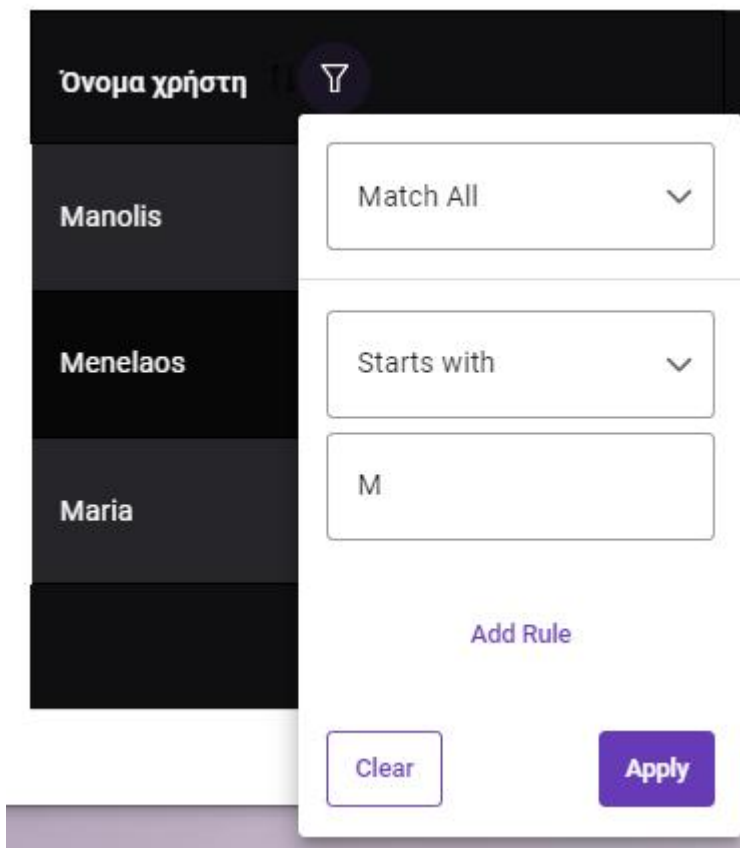 Όνομα χρήστη
Match All
Manolis
Starts with
Menelaos
M
Maria
Add Rule
Clear
Apply